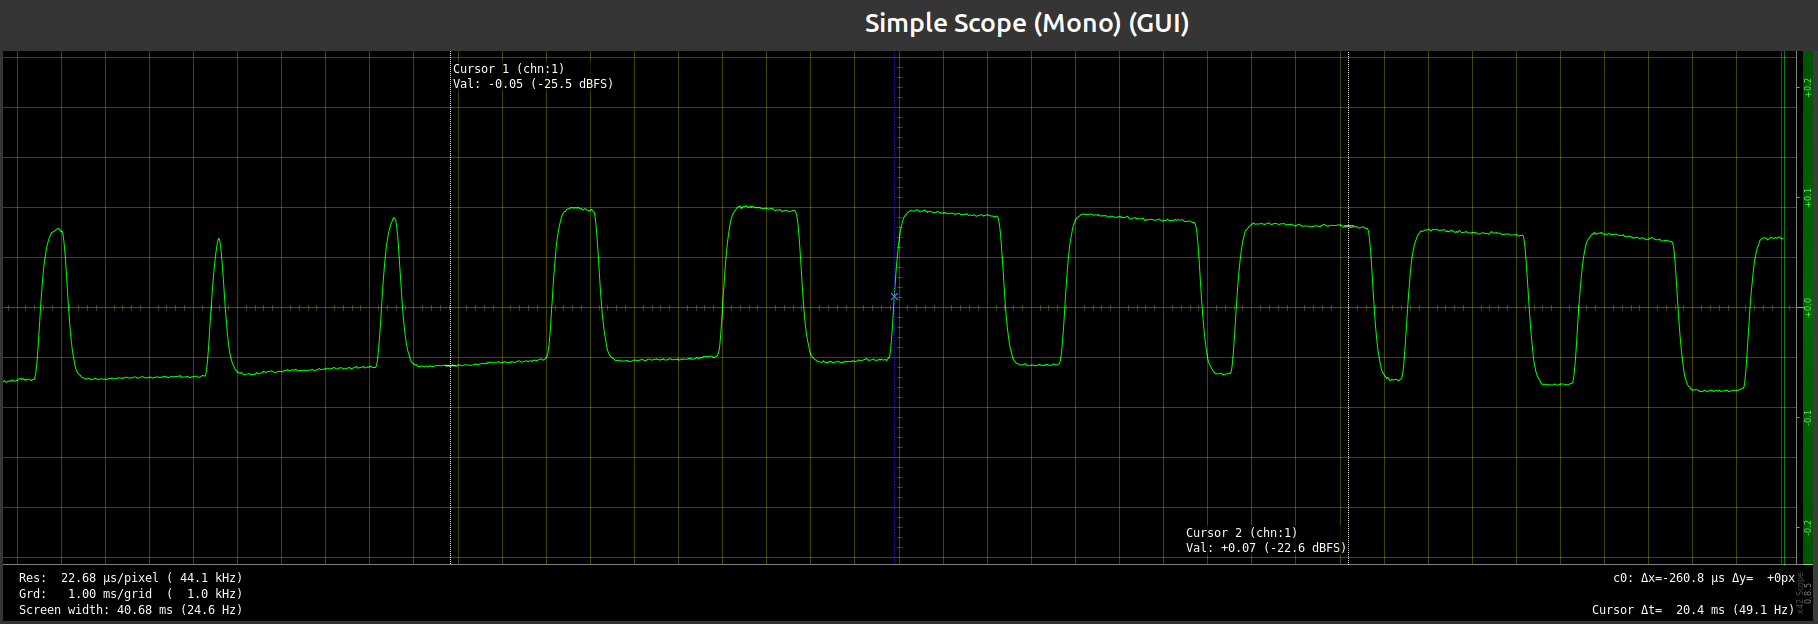 Simple Scope (Mono) (GUI)
Cursor 1 (chn:1)
Val: -0.05 (-25.5 dBFS)
+0.2
+0.1
+0.0
-0.1
-0.2
Cursor 2 (chn:1)
Val: +0.07 (-22.6 dBFS)
Res:  22.68 µs/pixel ( 44.1 kHz)
Grd:   1.00 ms/grid  (  1.0 kHz)
Screen width: 40.68 ms (24.6 Hz)
c0: Δx=-260.8 µs Δy=  +0px
Cursor Δt=  20.4 ms (49.1 Hz)
x42 Scope
0.8.5